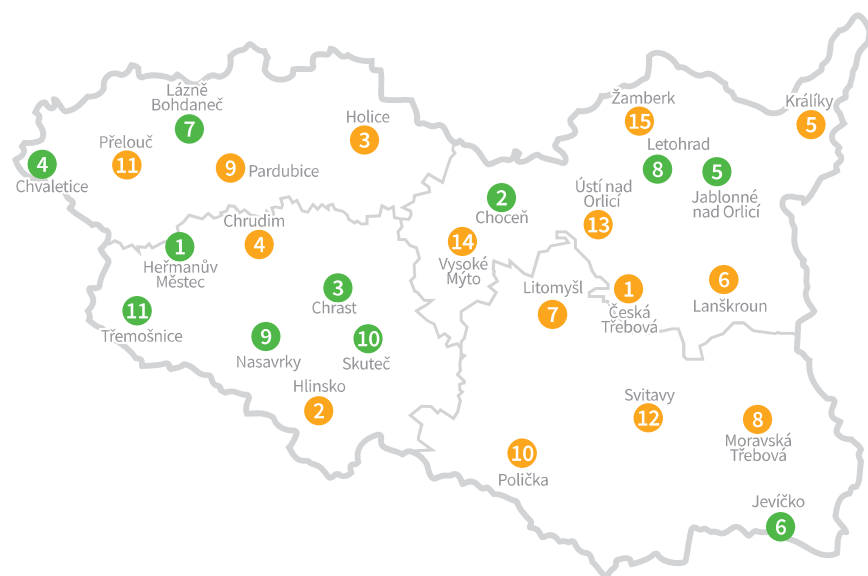 Lázně
Bohdaneč
7
Holice
3
Žamberk
15
Králíky
5
Přelouč
11
4
Chvaletice
9
Pardubice
Letohrad
8
5
Jablonné
nad Orlicí
2
Choceň
Ústí nad
Orlicí
13
Chrudim
4
1
Heřmanův
Městec
14
Vysoké
Mýto
3
Chrast
Litomyšl
7
1
Česká
Třebová
6
Lanškroun
11
Třemošnice
9
Nasavrky
10
Skuteč
Hlinsko
2
Svitavy
12
8
Moravská
Třebová
10
Polička
Jevíčko
6